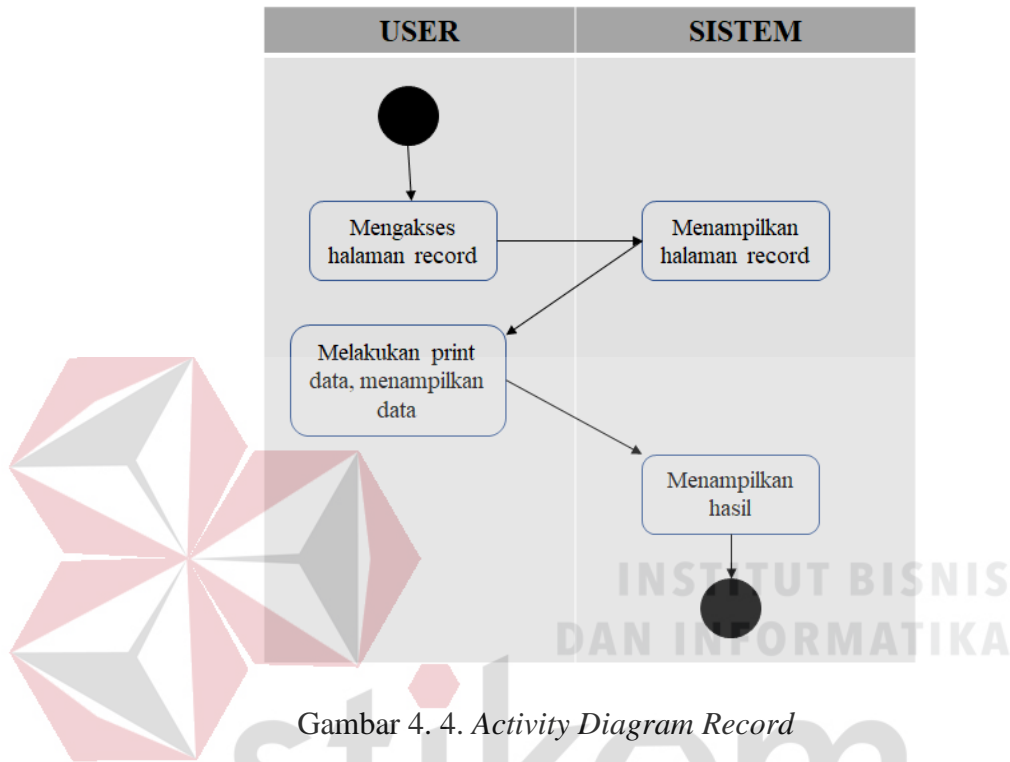 USER
SISTEM
Mengakses
halaman record
Menampilkan
halaman record
Melakukan print
data, menampilkan
data
Menampilkan
hasil
INSTITUT BISNIS
DAN INFORMATIKA
Gambar 4. 4. Activity Diagram Record
stikom